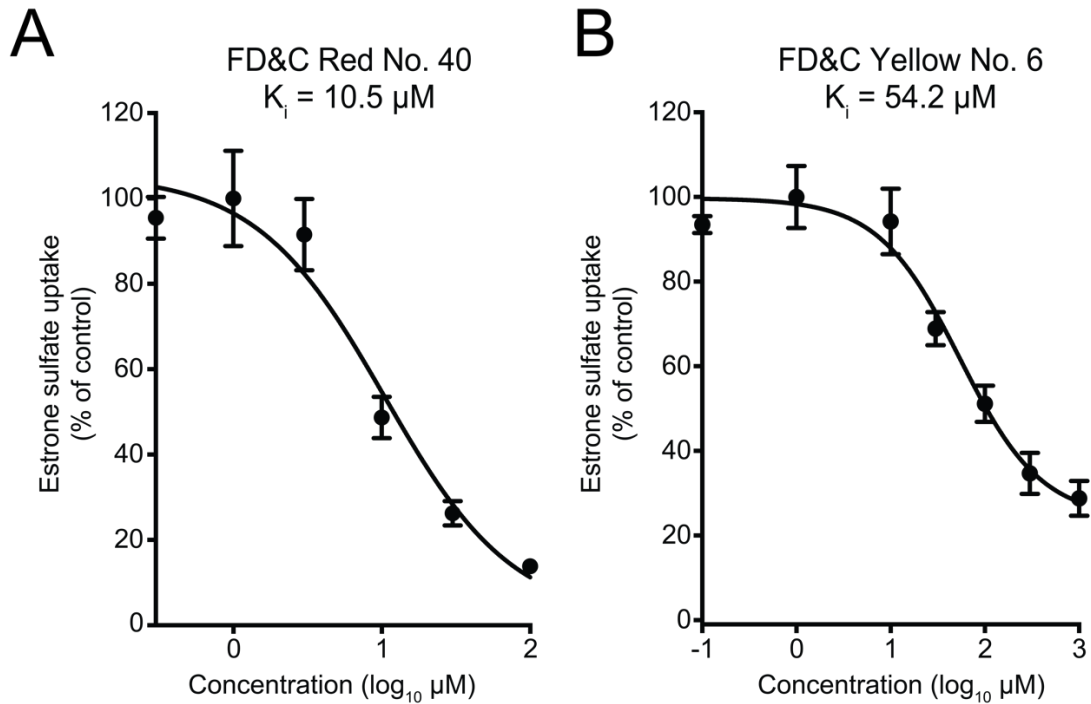 A
FD&C Red No. 40
Kᵢ = 10.5 µM
120
100
80
60
40
20
0
Estrone sulfate uptake
(% of control)
0 1 2
Concentration (log₁₀ µM)
B
FD&C Yellow No. 6
Kᵢ = 54.2 µM
120
100
80
60
40
20
0
Estrone sulfate uptake
(% of control)
-1 0 1 2 3
Concentration (log₁₀ µM)